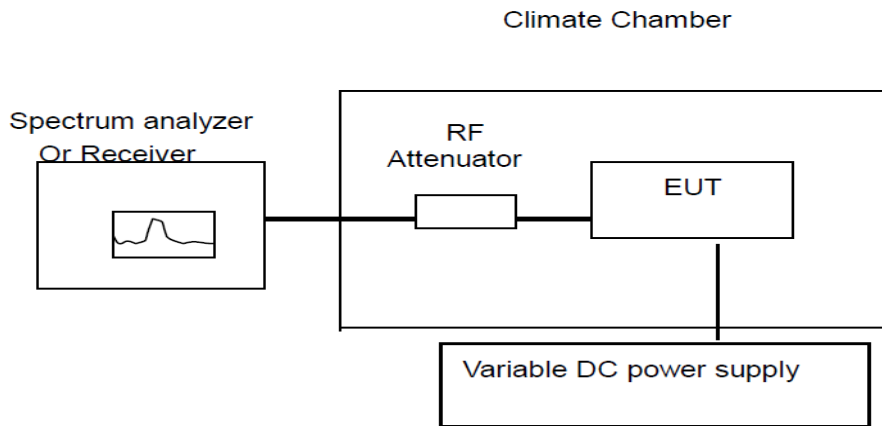 Climate Chamber
Spectrum analyzer
Or Receiver
RF
Attenuator
EUT
Variable DC power supply